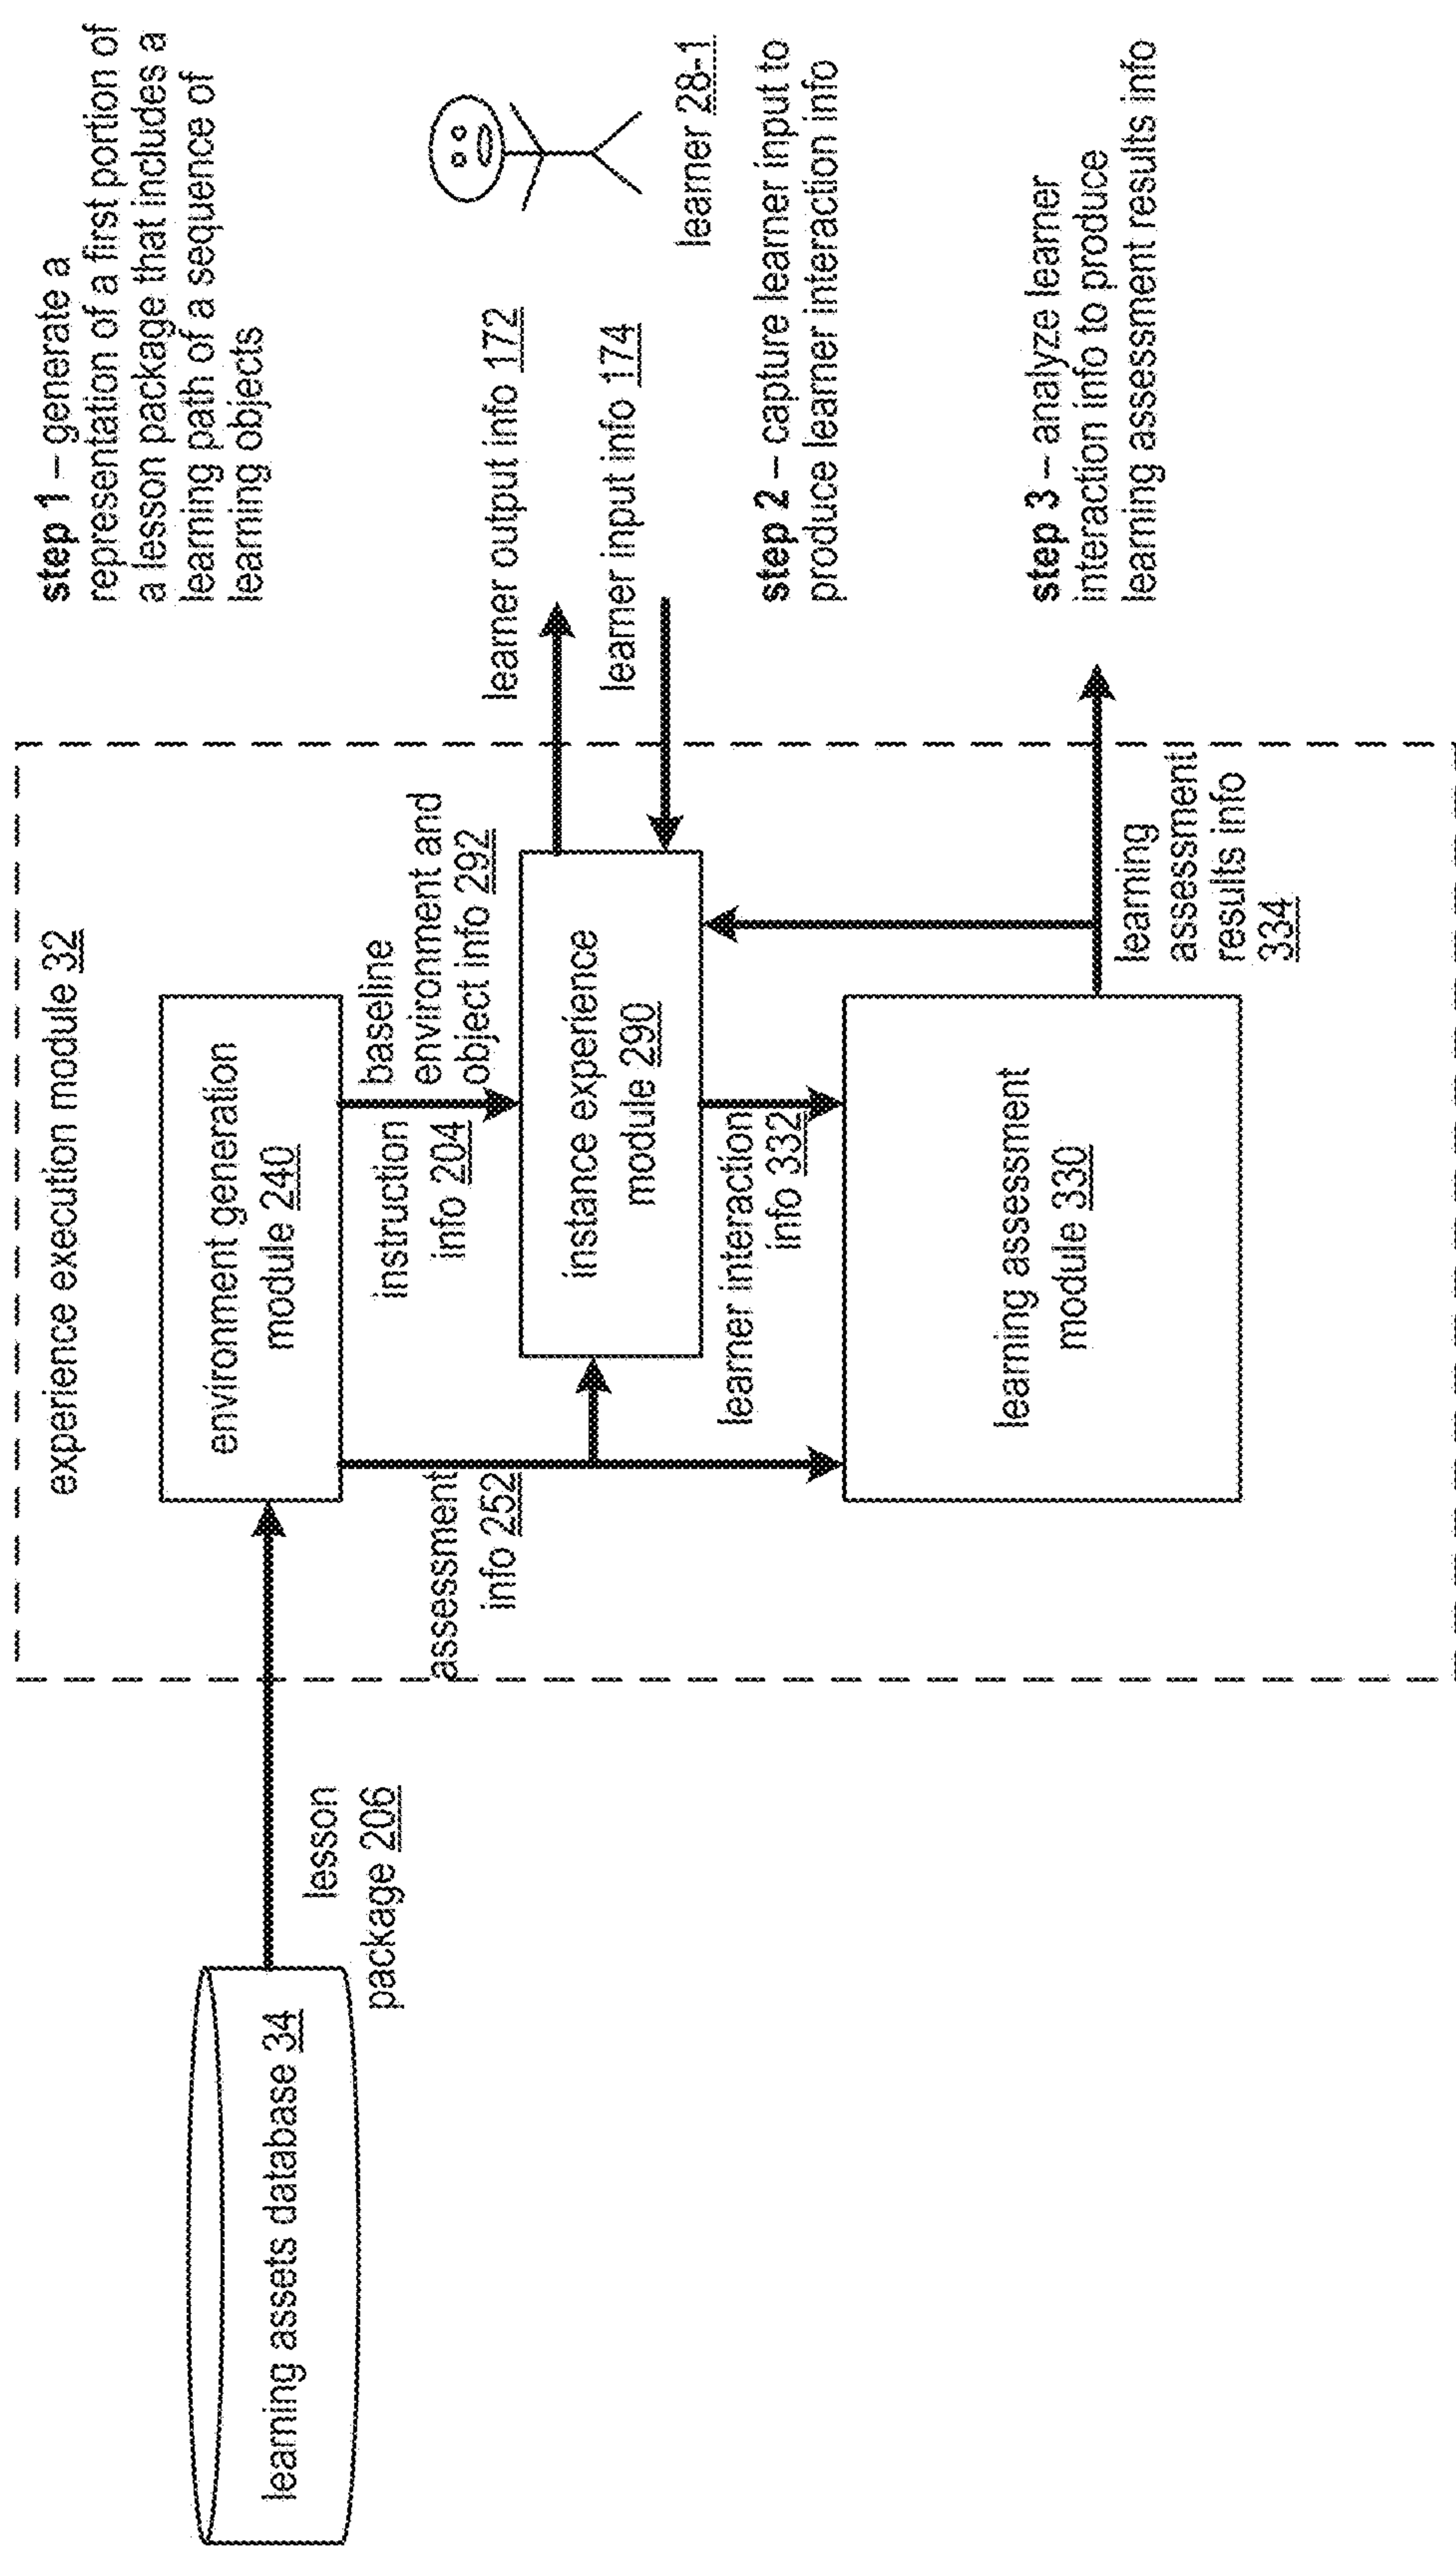 experience execution module 32
step 1 – generate a
representation of a first portion of
a lesson package that includes a
learning path of a sequence of
learning objects
learning assets database 34
lesson
package 206
environment generation
module 240
assessment
info 252
instruction
info 204
baseline
environment and
object info 292
learner output info 172
learner input info 174
learner 28-1
instance experience
module 290
step 2 – capture learner input to
produce learner interaction info
learner interaction
info 332
learning assessment
module 330
learning
assessment
results info
334
step 3 – analyze learner
interaction info to produce
learning assessment results info